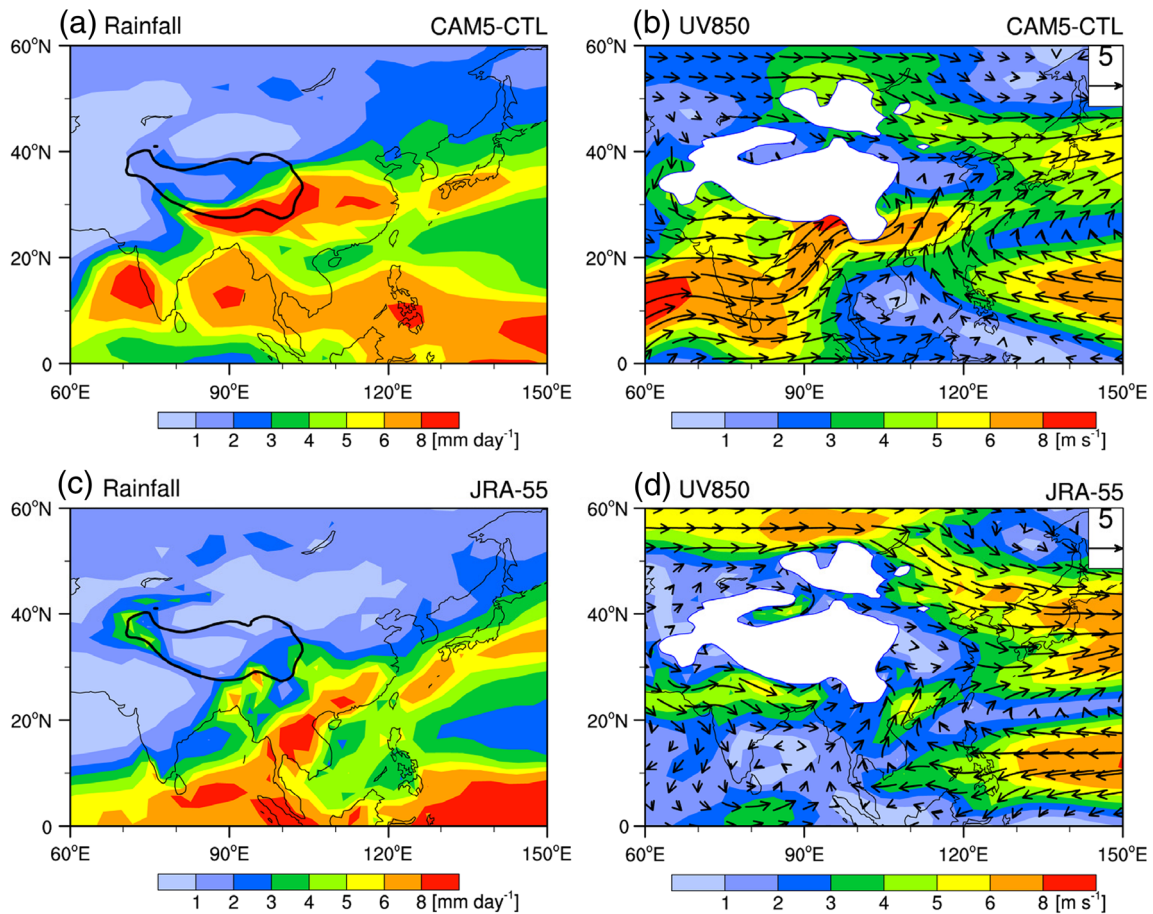 (a) Rainfall CAM5-CTL
60°N
40°N
20°N
0
60°E 90°E 120°E 150°E
1 2 3 4 5 6 8 [mm day⁻¹]
(b) UV850 CAM5-CTL
5
60°N
40°N
20°N
0
60°E 90°E 120°E 150°E
1 2 3 4 5 6 8 [m s⁻¹]
(c) Rainfall JRA-55
60°N
40°N
20°N
0
60°E 90°E 120°E 150°E
1 2 3 4 5 6 8 [mm day⁻¹]
(d) UV850 JRA-55
5
60°N
40°N
20°N
0
60°E 90°E 120°E 150°E
1 2 3 4 5 6 8 [m s⁻¹]